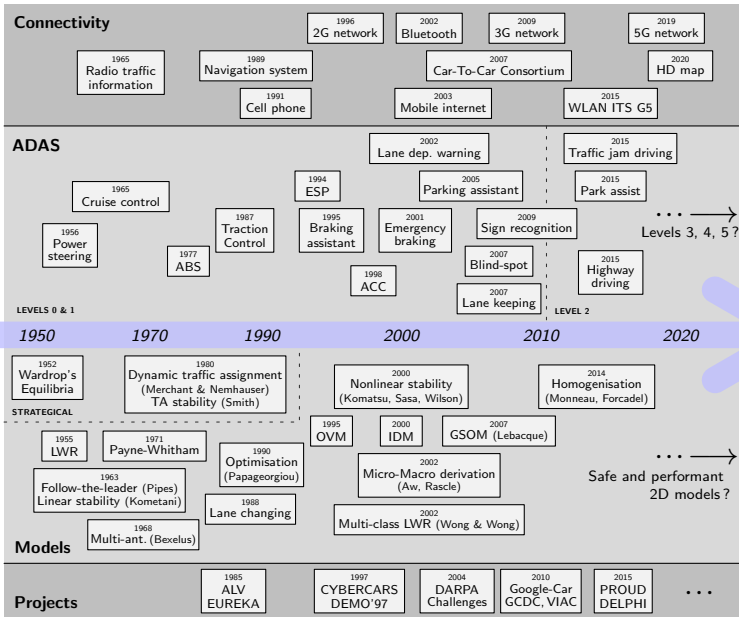 Connectivity
1996
2G network
2002
Bluetooth
2009
3G network
2019
5G network
1965
Radio traffic
information
1989
Navigation system
2007
Car-To-Car Consortium
2020
HD map
1991
Cell phone
2003
Mobile internet
2015
WLAN ITS G5
ADAS
2002
Lane dep. warning
2015
Traffic jam driving
1994
ESP
2005
Parking assistant
2015
Park assist
1965
Cruise control
1956
Power
steering
1987
Traction
Control
1995
Braking
assistant
2001
Emergency
braking
2009
Sign recognition
Levels 3, 4, 5 ?
1977
ABS
1998
ACC
2007
Blind-spot
2015
Highway
driving
2007
Lane keeping
LEVELS 0 & 1
LEVEL 2
1950 1970 1990 2000 2010 2020
1952
Wardrop's
Equilibria
1980
Dynamic traffic assignment
(Merchant & Nemhauser)
TA stability (Smith)
2000
Nonlinear stability
(Komatsu, Sasa, Wilson)
2014
Homogenisation
(Monneau, Forcadel)
STRATEGICAL
1995
OVM
2000
IDM
2007
GSOM (Lebacque)
1955
LWR
1971
Payne-Whitham
1990
Optimisation
(Papageorgiou)
2002
Micro-Macro derivation
(Aw, Rascle)
Safe and performant
2D models ?
1963
Follow-the-leader (Pipes)
Linear stability (Kometani)
1988
Lane changing
2002
Multi-class LWR (Wong & Wong)
1968
Multi-ant. (Bexelus)
Models
1985
ALV
EUREKA
1997
CYBERCARS
DEMO'97
2004
DARPA
Challenges
2010
Google-Car
GCDC, VIAC
2015
PROUD
DELPHI
Projects